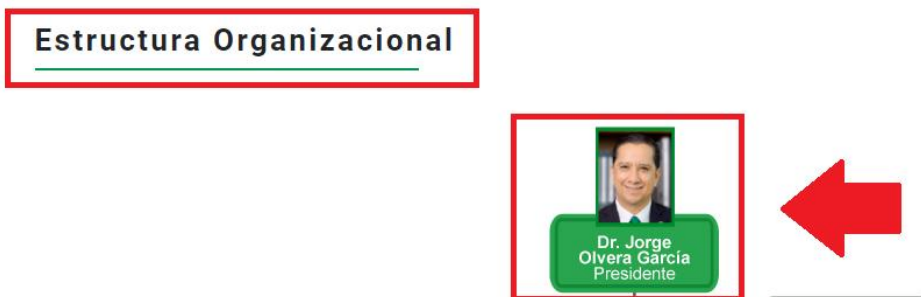 Estructura Organizacional
Dr. Jorge
Olvera García
Presidente